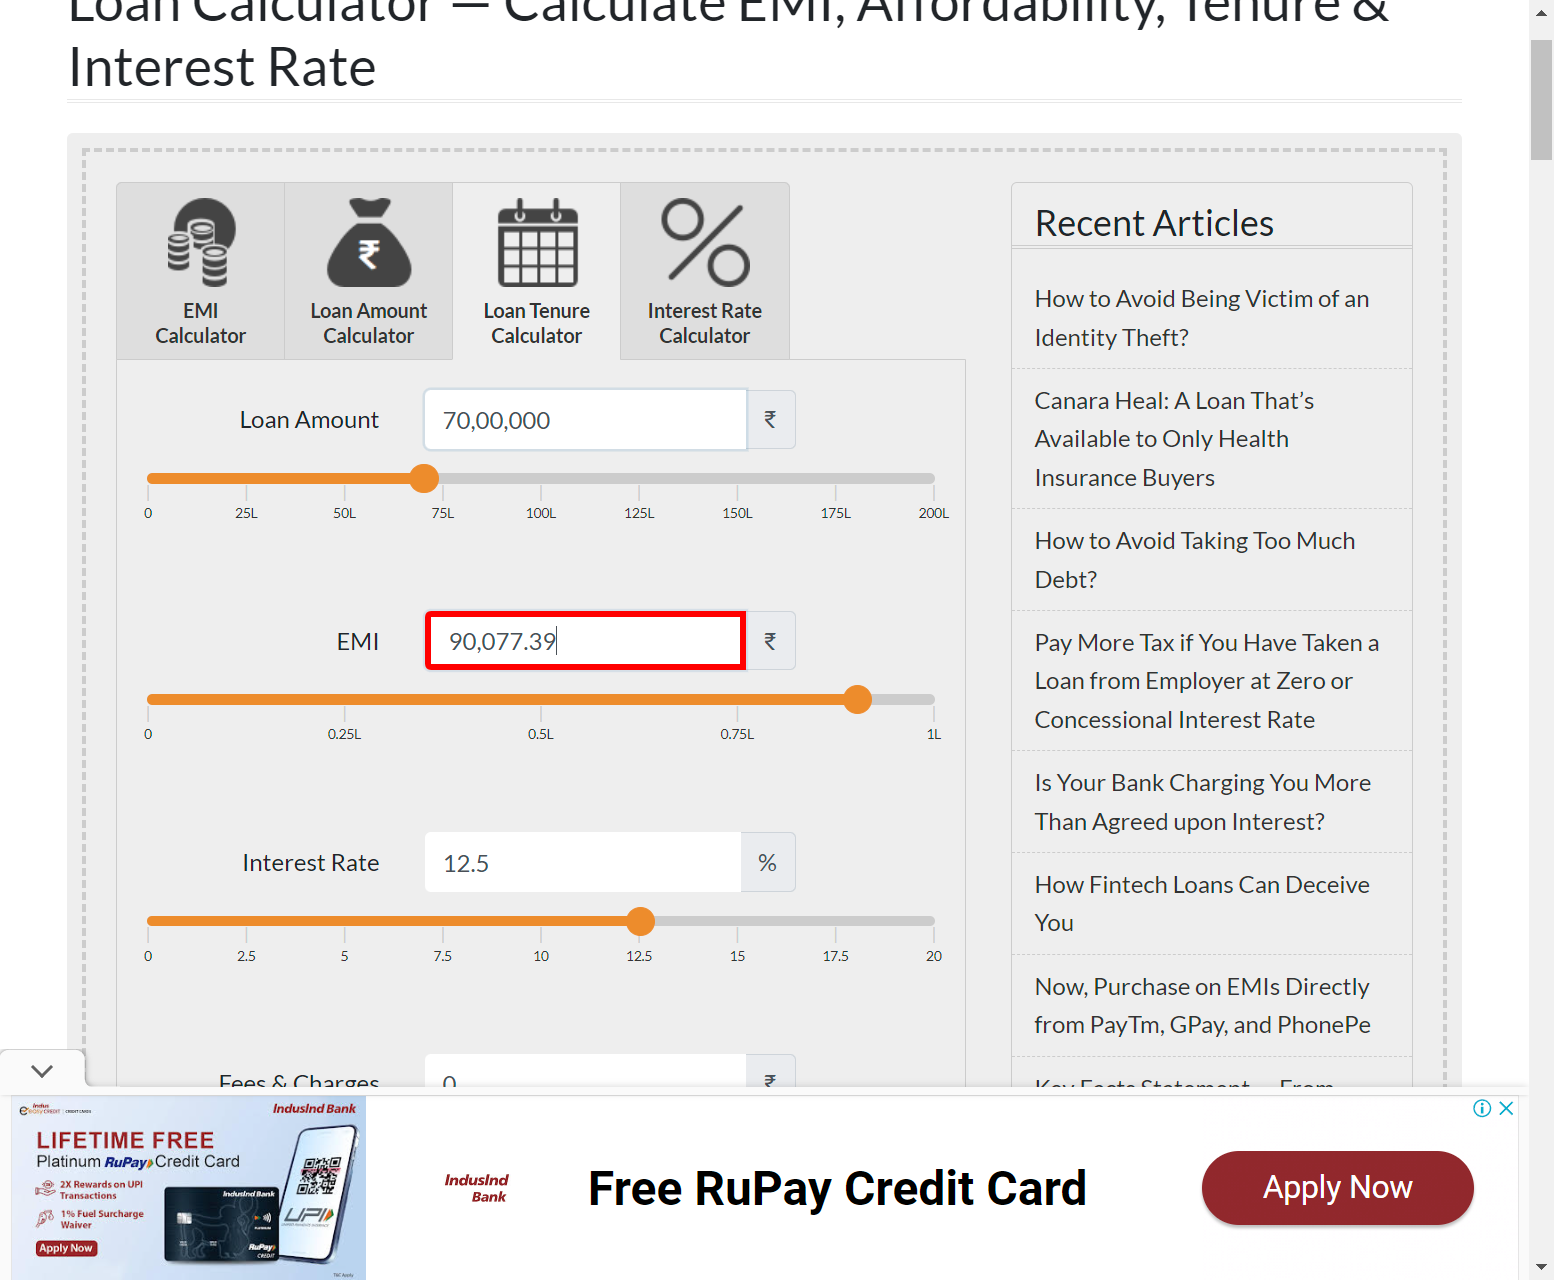 Loan Calculator — Calculate EMI, Affordability, Tenure &
Interest Rate
EMI
Calculator
Loan Amount
Calculator
Loan Tenure
Calculator
Interest Rate
Calculator
Loan Amount
70,00,000
₹
0 25L 50L 75L 100L 125L 150L 175L 200L
EMI
90,077.39
₹
0 0.25L 0.5L 0.75L 1L
Interest Rate
12.5
%
0 2.5 5 7.5 10 12.5 15 17.5 20
Fees & Charges
0
₹
Recent Articles
How to Avoid Being Victim of an
Identity Theft?
Canara Heal: A Loan That’s
Available to Only Health
Insurance Buyers
How to Avoid Taking Too Much
Debt?
Pay More Tax if You Have Taken a
Loan from Employer at Zero or
Concessional Interest Rate
Is Your Bank Charging You More
Than Agreed upon Interest?
How Fintech Loans Can Deceive
You
Now, Purchase on EMIs Directly
from PayTm, GPay, and PhonePe
Key Facts Statement — From
IndusInd Bank
LIFETIME FREE
Platinum RuPay Credit Card
2X Rewards on UPI
Transactions
1% Fuel Surcharge
Waiver
Apply Now
IndusInd Bank
RuPay
CREDIT
UPI
IndusInd
Bank
Free RuPay Credit Card
Apply Now